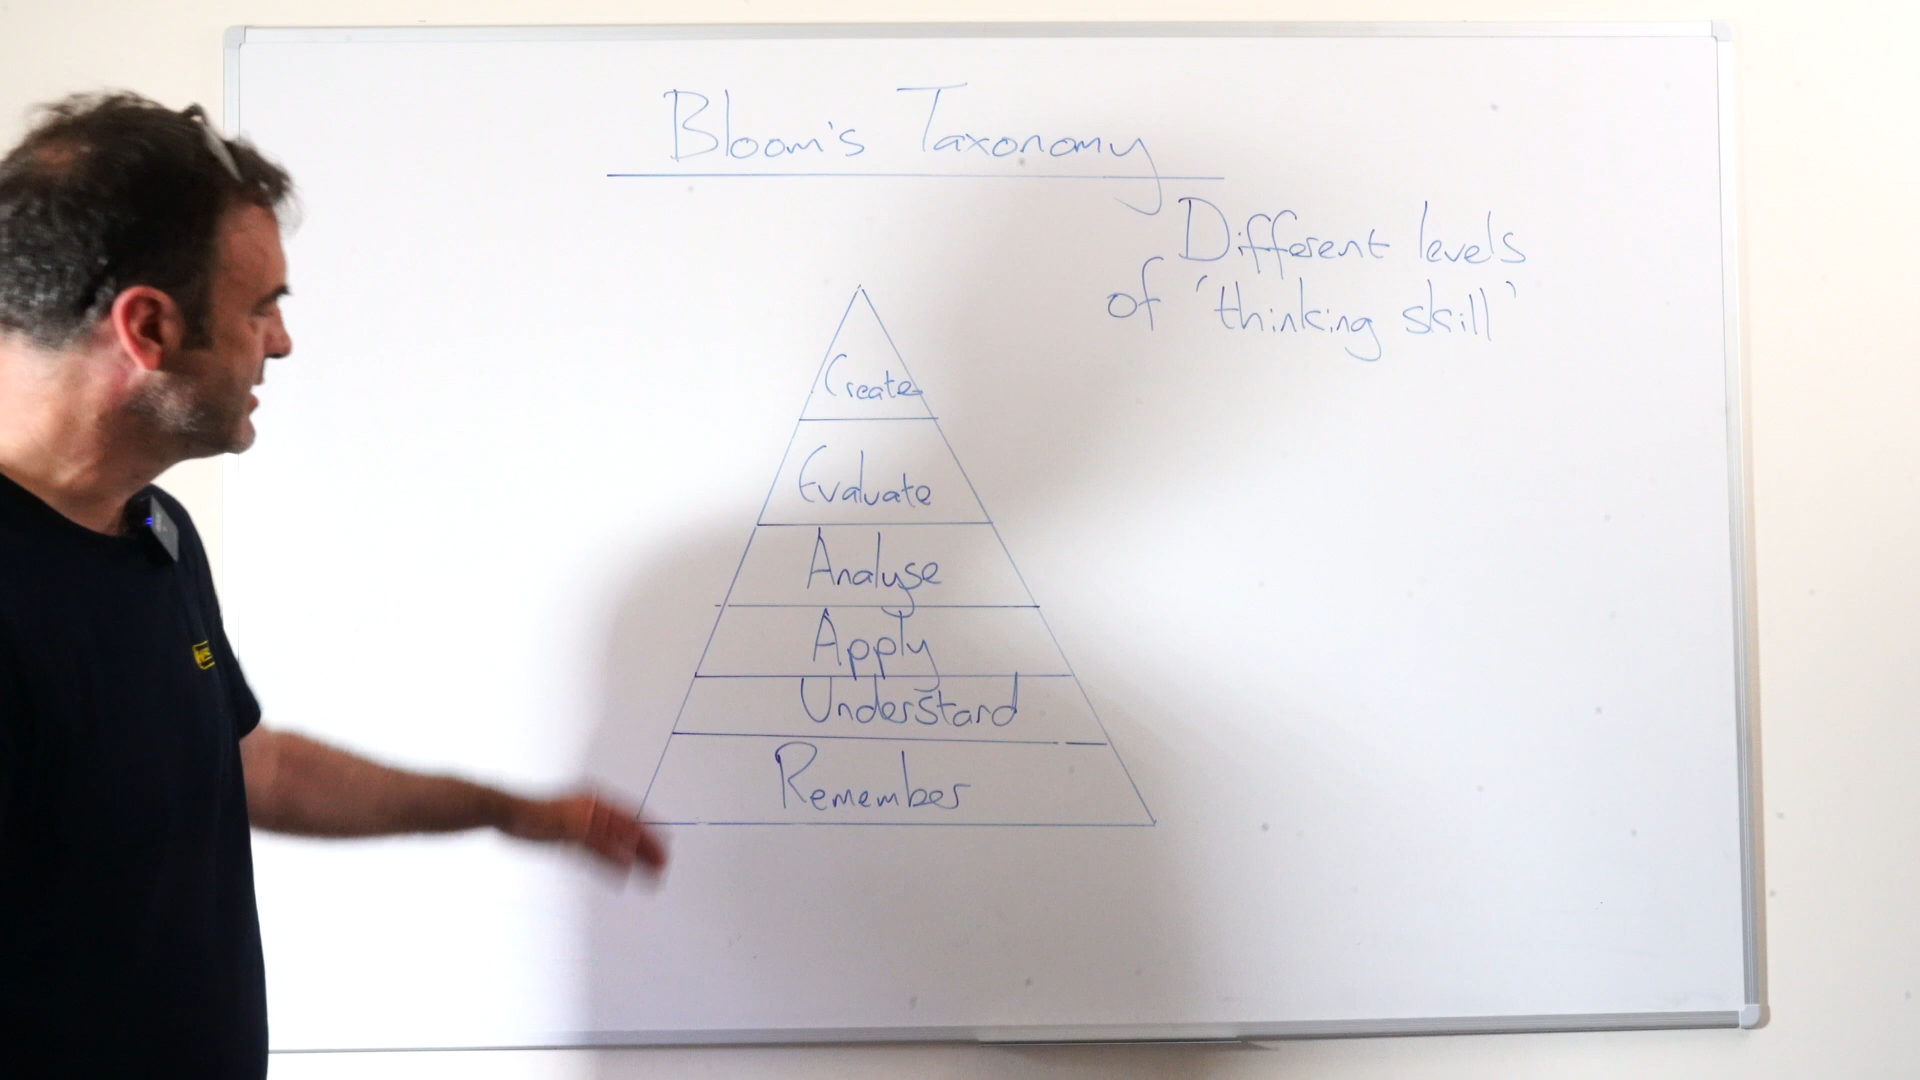 Bloom's Taxonomy
Different levels
of 'thinking skill'
Create
Evaluate
Analyse
Apply
Understand
Remember